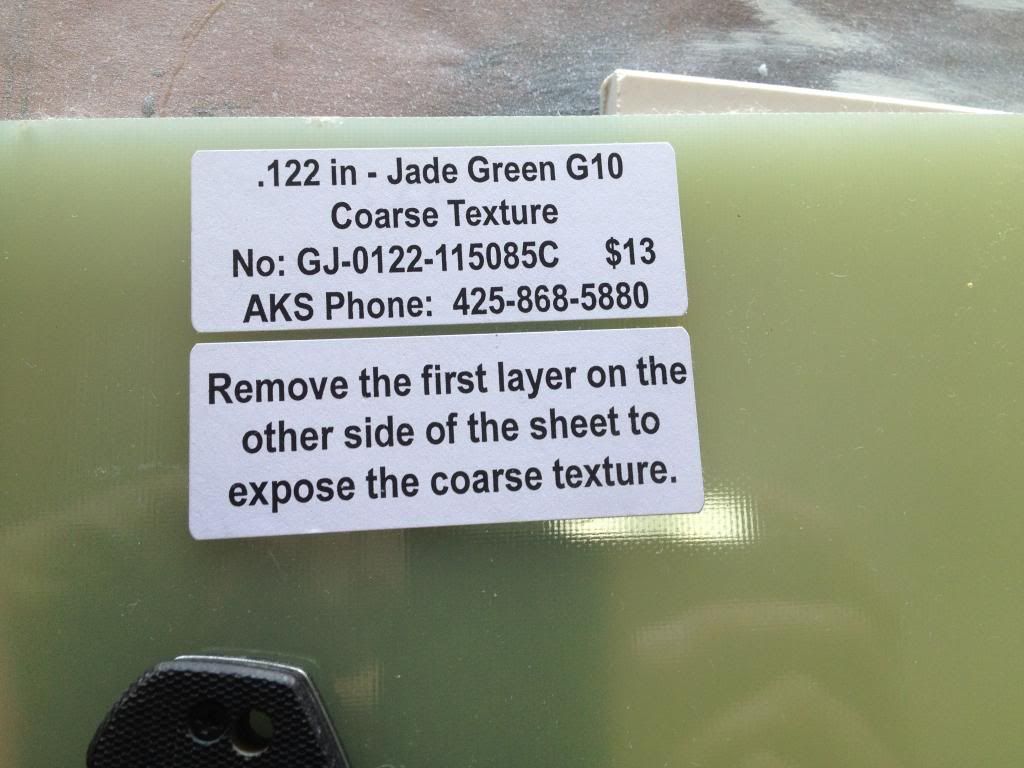 .122 in - Jade Green G10
Coarse Texture
No: GJ-0122-115085C $13
AKS Phone: 425-868-5880
Remove the first layer on the
other side of the sheet to
expose the coarse texture.